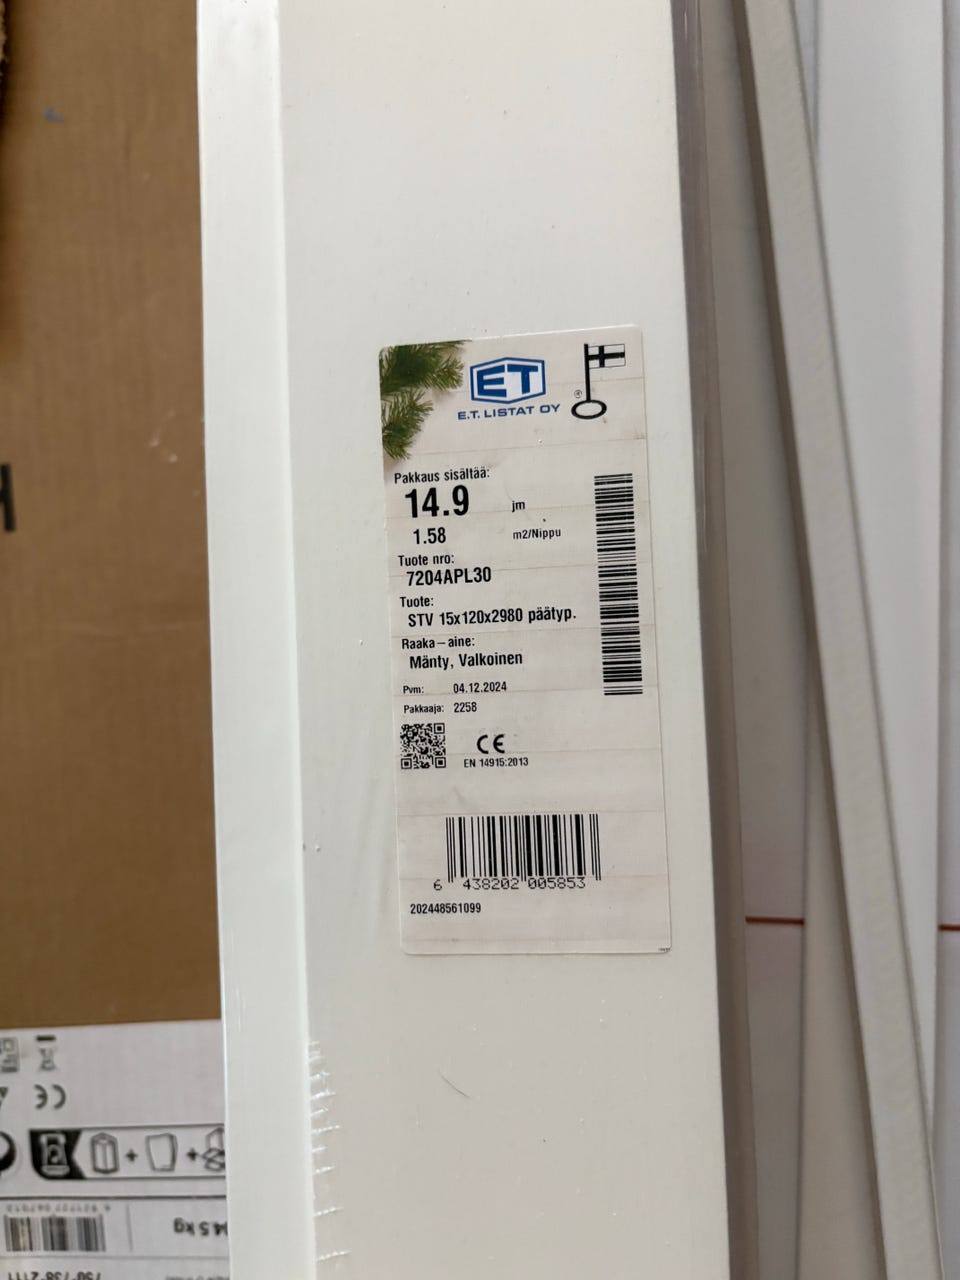 ET
E.T. LISTAT OY
®
Pakkaus sisältää:
14.9 jm
1.58 m2/Nippu
Tuote nro:
7204APL30
Tuote:
STV 15x120x2980 päätyp.
Raaka-aine:
Mänty, Valkoinen
Pvm: 04.12.2024
Pakkaaja: 2258
CE
EN 14915:2013
6 438202 005853
202448561099
CE